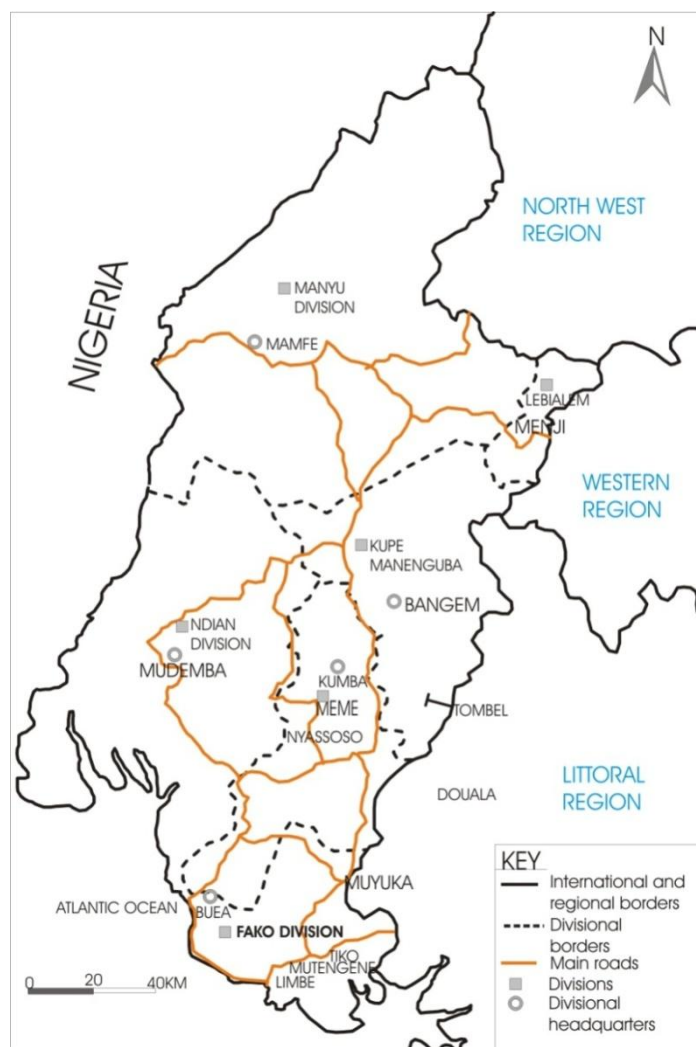 N
NORTH WEST
REGION
NIGERIA
MANYU
DIVISION
MAMFE
LEBIALEM
MENJI
WESTERN
REGION
KUPE
MANENGUBA
BANGEM
NDIAN
DIVISION
MUDEMBA
KUMBA
MEME
NYASSOSO
TOMBEL
LITTORAL
REGION
DOUALA
MUYUKA
ATLANTIC OCEAN
BUEA
FAKO DIVISION
TIKO
MUTENGENE
LIMBE
0 20 40KM
KEY
International and
regional borders
Divisional
borders
Main roads
Divisions
Divisional
headquarters